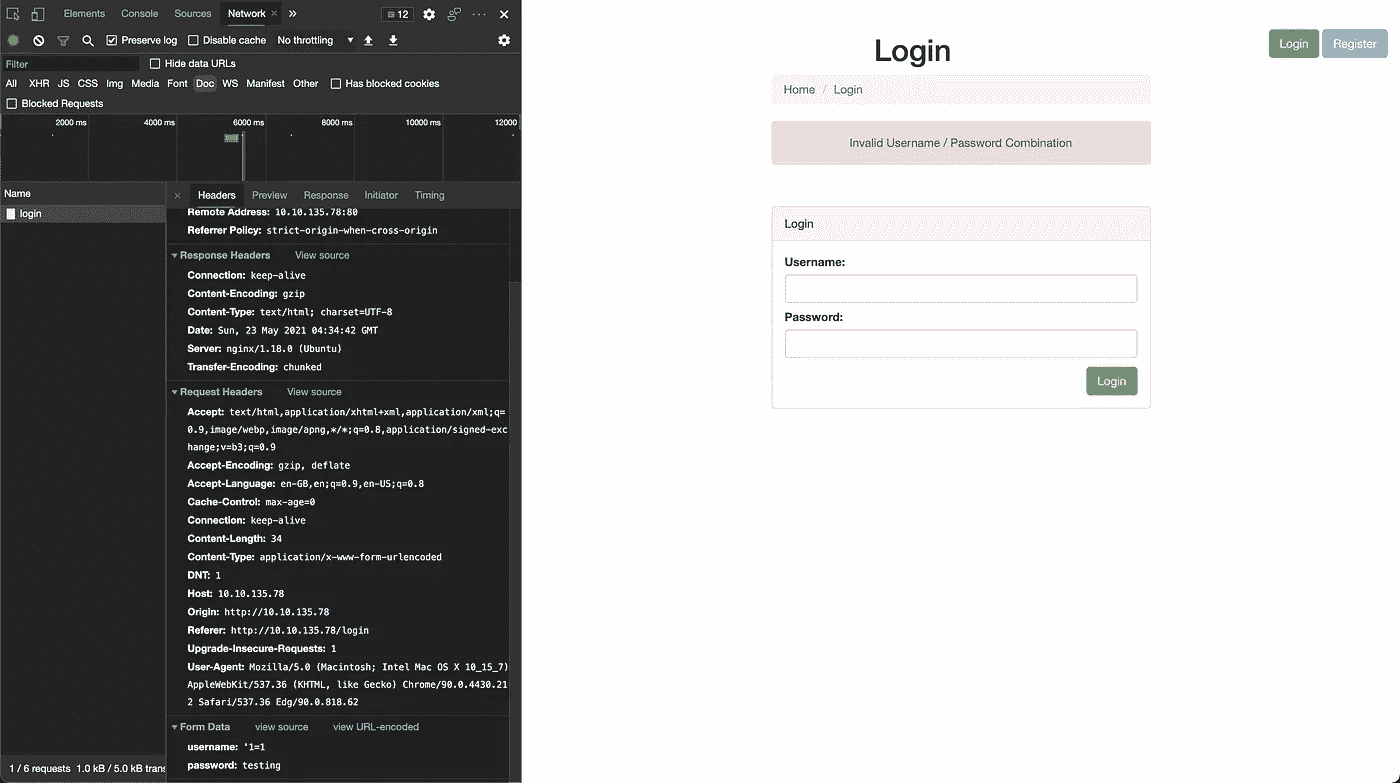 Elements Console Sources Network × » 12 ··· ×
Preserve log Disable cache No throttling ▼
Filter Hide data URLs
All XHR JS CSS Img Media Font Doc WS Manifest Other Has blocked cookies
Blocked Requests
2000 ms 4000 ms 6000 ms 8000 ms 10000 ms 12000
Name
login
1 / 6 requests 1.0 kB / 5.0 kB trans
× Headers Preview Response Initiator Timing
Remote Address: 10.10.135.78:80
Referrer Policy: strict-origin-when-cross-origin
Response Headers View source
Connection: keep-alive
Content-Encoding: gzip
Content-Type: text/html; charset=UTF-8
Date: Sun, 23 May 2021 04:34:42 GMT
Server: nginx/1.18.0 (Ubuntu)
Transfer-Encoding: chunked
Request Headers View source
Accept: text/html,application/xhtml+xml,application/xml;q=
0.9,image/webp,image/apng,*/*;q=0.8,application/signed-exc
hange;v=b3;q=0.9
Accept-Encoding: gzip, deflate
Accept-Language: en-GB,en;q=0.9,en-US;q=0.8
Cache-Control: max-age=0
Connection: keep-alive
Content-Length: 34
Content-Type: application/x-www-form-urlencoded
DNT: 1
Host: 10.10.135.78
Origin: http://10.10.135.78
Referer: http://10.10.135.78/login
Upgrade-Insecure-Requests: 1
User-Agent: Mozilla/5.0 (Macintosh; Intel Mac OS X 10_15_7)
AppleWebKit/537.36 (KHTML, like Gecko) Chrome/90.0.4430.21
2 Safari/537.36 Edg/90.0.818.62
Form Data view source view URL-encoded
username: '1=1
password: testing
Login
Login Register
Home / Login
Invalid Username / Password Combination
Login
Username:
Password:
Login